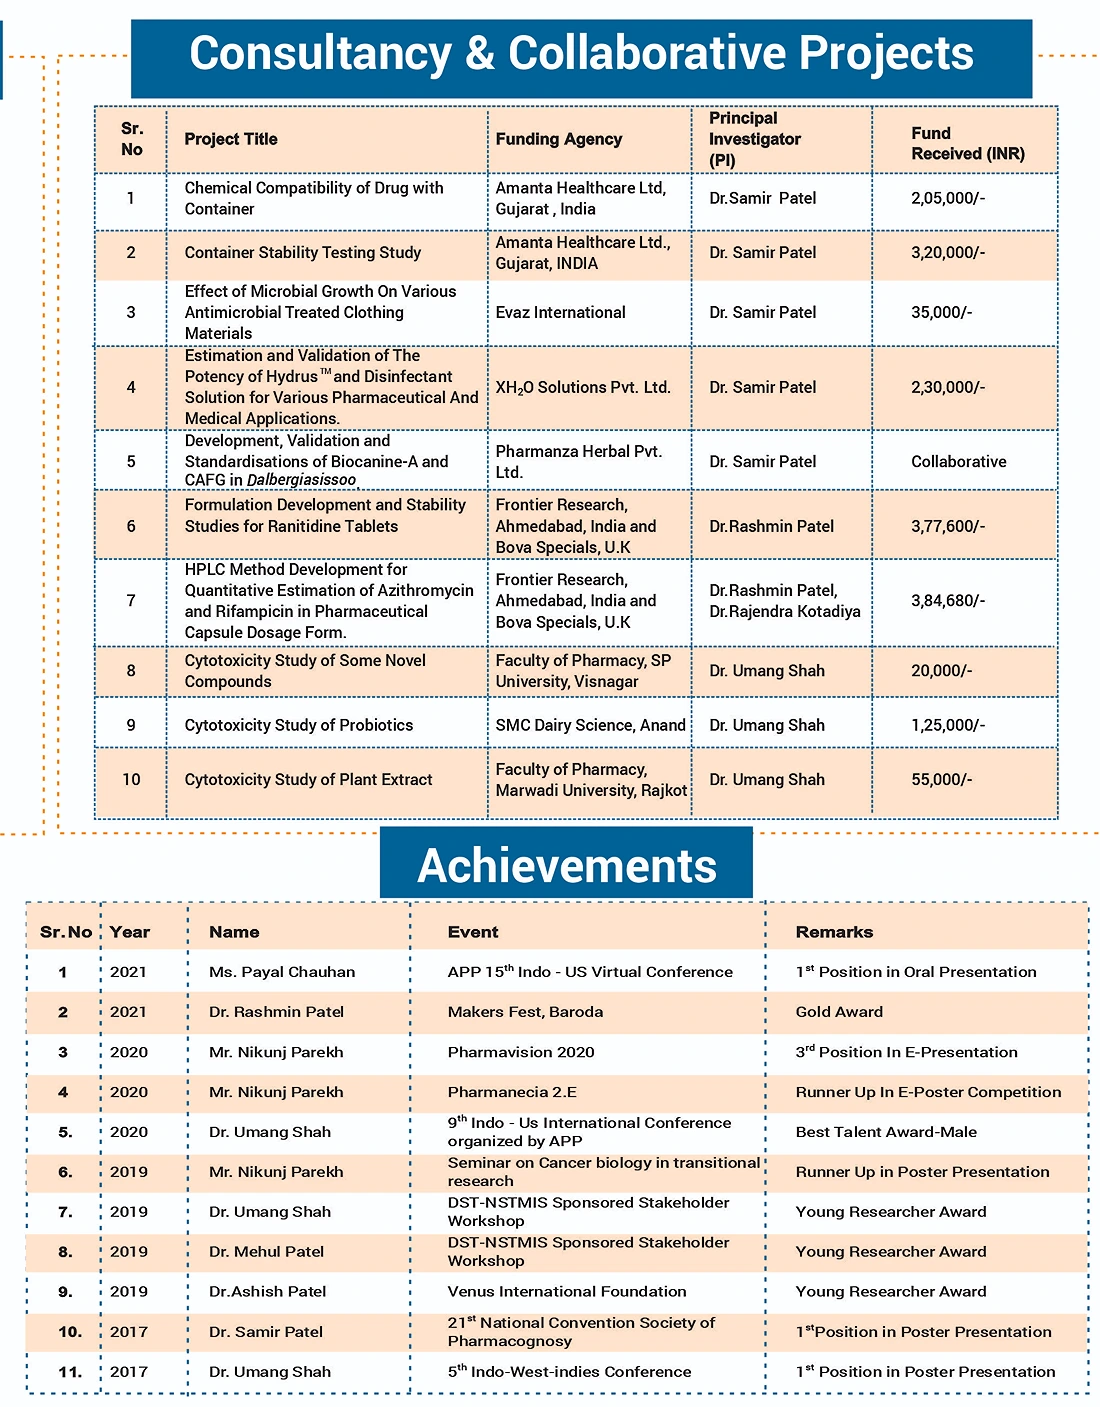 Consultancy & Collaborative Projects
Sr. No | Project Title | Funding Agency | Principal Investigator (PI) | Fund Received (INR)
1 | Chemical Compatibility of Drug with Container | Amanta Healthcare Ltd, Gujarat , India | Dr.Samir Patel | 2,05,000/-
2 | Container Stability Testing Study | Amanta Healthcare Ltd., Gujarat, INDIA | Dr. Samir Patel | 3,20,000/-
3 | Effect of Microbial Growth On Various Antimicrobial Treated Clothing Materials | Evaz International | Dr. Samir Patel | 35,000/-
4 | Estimation and Validation of The Potency of Hydrus™ and Disinfectant Solution for Various Pharmaceutical And Medical Applications. | XH₂O Solutions Pvt. Ltd. | Dr. Samir Patel | 2,30,000/-
5 | Development, Validation and Standardisations of Biocanine-A and CAFG in Dalbergiasissoo | Pharmanza Herbal Pvt. Ltd. | Dr. Samir Patel | Collaborative
6 | Formulation Development and Stability Studies for Ranitidine Tablets | Frontier Research, Ahmedabad, India and Bova Specials, U.K | Dr.Rashmin Patel | 3,77,600/-
7 | HPLC Method Development for Quantitative Estimation of Azithromycin and Rifampicin in Pharmaceutical Capsule Dosage Form. | Frontier Research, Ahmedabad, India and Bova Specials, U.K | Dr.Rashmin Patel, Dr.Rajendra Kotadiya | 3,84,680/-
8 | Cytotoxicity Study of Some Novel Compounds | Faculty of Pharmacy, SP University, Visnagar | Dr. Umang Shah | 20,000/-
9 | Cytotoxicity Study of Probiotics | SMC Dairy Science, Anand | Dr. Umang Shah | 1,25,000/-
10 | Cytotoxicity Study of Plant Extract | Faculty of Pharmacy, Marwadi University, Rajkot | Dr. Umang Shah | 55,000/-
Achievements
Sr.No | Year | Name | Event | Remarks
1 | 2021 | Ms. Payal Chauhan | APP 15th Indo - US Virtual Conference | 1st Position in Oral Presentation
2 | 2021 | Dr. Rashmin Patel | Makers Fest, Baroda | Gold Award
3 | 2020 | Mr. Nikunj Parekh | Pharmavision 2020 | 3rd Position In E-Presentation
4 | 2020 | Mr. Nikunj Parekh | Pharmanecia 2.E | Runner Up In E-Poster Competition
5. | 2020 | Dr. Umang Shah | 9th Indo - Us International Conference organized by APP | Best Talent Award-Male
6. | 2019 | Mr. Nikunj Parekh | Seminar on Cancer biology in transitional research | Runner Up in Poster Presentation
7. | 2019 | Dr. Umang Shah | DST-NSTMIS Sponsored Stakeholder Workshop | Young Researcher Award
8. | 2019 | Dr. Mehul Patel | DST-NSTMIS Sponsored Stakeholder Workshop | Young Researcher Award
9. | 2019 | Dr.Ashish Patel | Venus International Foundation | Young Researcher Award
10. | 2017 | Dr. Samir Patel | 21st National Convention Society of Pharmacognosy | 1stPosition in Poster Presentation
11. | 2017 | Dr. Umang Shah | 5th Indo-West-indies Conference | 1st Position in Poster Presentation